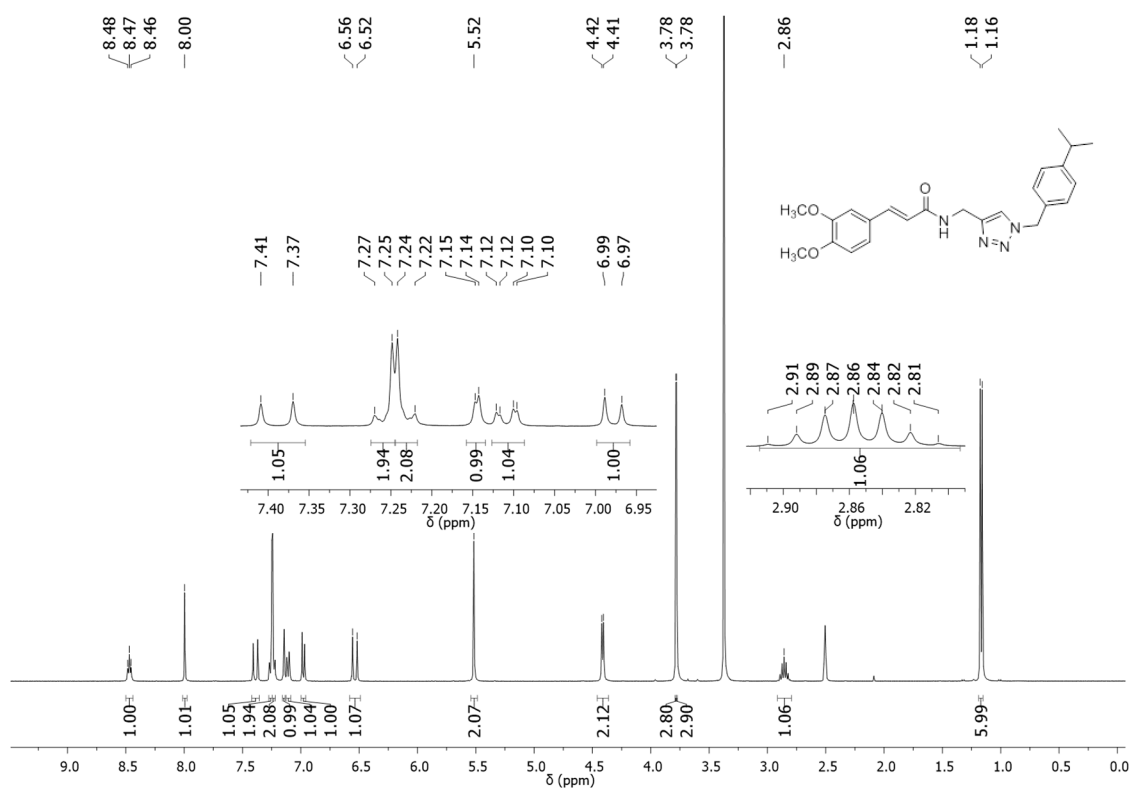 8.48 8.47 8.46 8.00 6.56 6.52 5.52 4.42 4.41 3.78 3.78 2.86 1.18 1.16
O
H₃CO
H₃CO
N
H
N
N N
7.41 7.37 7.27 7.25 7.24 7.22 7.15 7.14 7.12 7.12 7.10 7.10 6.99 6.97
2.91 2.89 2.87 2.86 2.84 2.82 2.81
1.05 1.94 2.08 0.99 1.04 1.00
7.40 7.35 7.30 7.25 7.20 7.15 7.10 7.05 7.00 6.95
δ (ppm)
1.06
2.90 2.86 2.82
δ (ppm)
1.00 1.01 1.05 1.94 2.08 0.99 1.04 1.00 1.07 2.07 2.12 2.80 2.90 1.06 5.99
9.0 8.5 8.0 7.5 7.0 6.5 6.0 5.5 5.0 4.5 4.0 3.5 3.0 2.5 2.0 1.5 1.0 0.5 0.0
δ (ppm)